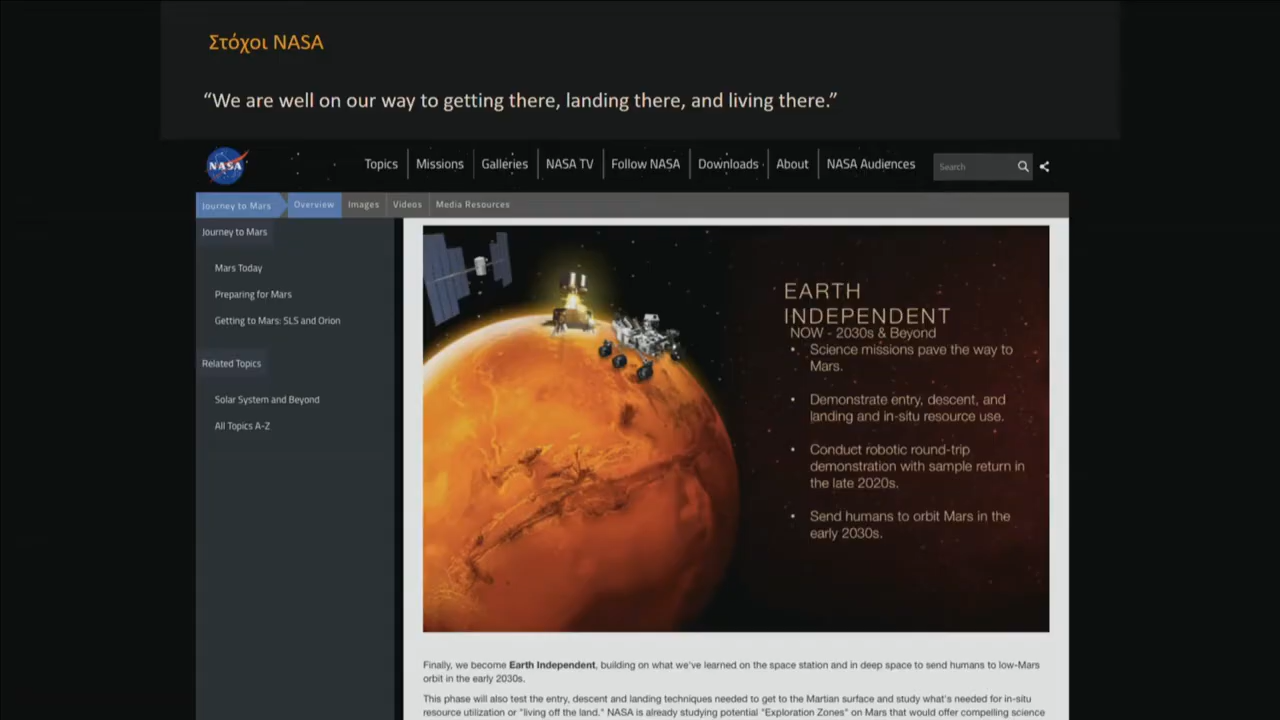 Στόχοι NASA
“We are well on our way to getting there, landing there, and living there.”
NASA
Topics
Missions
Galleries
NASA TV
Follow NASA
Downloads
About
NASA Audiences
Search
Journey to Mars
Overview
Images
Videos
Media Resources
Journey to Mars
Mars Today
Preparing for Mars
Getting to Mars: SLS and Orion
Related Topics
Solar System and Beyond
All Topics A-Z
EARTH
INDEPENDENT
NOW - 2030s & Beyond
• Science missions pave the way to
Mars.
• Demonstrate entry, descent, and
landing and in-situ resource use.
• Conduct robotic round-trip
demonstration with sample return in
the late 2020s.
• Send humans to orbit Mars in the
early 2030s.
Finally, we become Earth Independent, building on what we've learned on the space station and in deep space to send humans to low-Mars
orbit in the early 2030s.
This phase will also test the entry, descent and landing techniques needed to get to the Martian surface and study what's needed for in-situ
resource utilization or "living off the land." NASA is already studying potential "Exploration Zones" on Mars that would offer compelling science